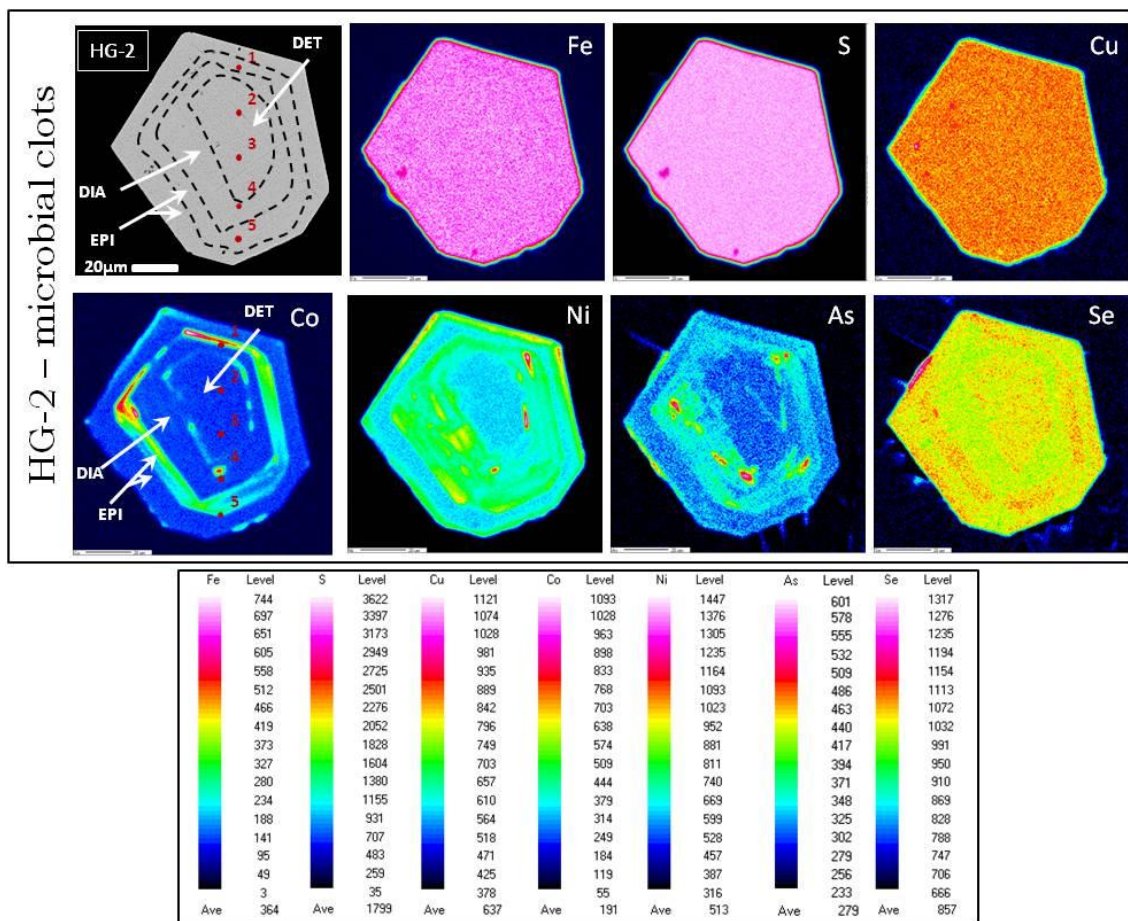 HG-2 – microbial clots
HG-2
DET
1
2
3
4
5
DIA
EPI
20µm
Fe
S
Cu
Co
DET
1
2
3
4
5
DIA
EPI
Ni
As
Se
Fe Level S Level Cu Level Co Level Ni Level As Level Se Level
744 3622 1121 1093 1447 601 1317
697 3397 1074 1028 1376 578 1276
651 3173 1028 963 1305 555 1235
605 2949 981 898 1235 532 1194
558 2725 935 833 1164 509 1154
512 2501 889 768 1093 486 1113
466 2276 842 703 1023 463 1072
419 2052 796 638 952 440 1032
373 1828 749 574 881 417 991
327 1604 703 509 811 394 950
280 1380 657 444 740 371 910
234 1155 610 379 669 348 869
188 931 564 314 599 325 828
141 707 518 249 528 302 788
95 483 471 184 457 279 747
49 259 425 119 387 256 706
3 35 378 55 316 233 666
Ave 364 Ave 1799 Ave 637 Ave 191 Ave 513 Ave 279 Ave 857